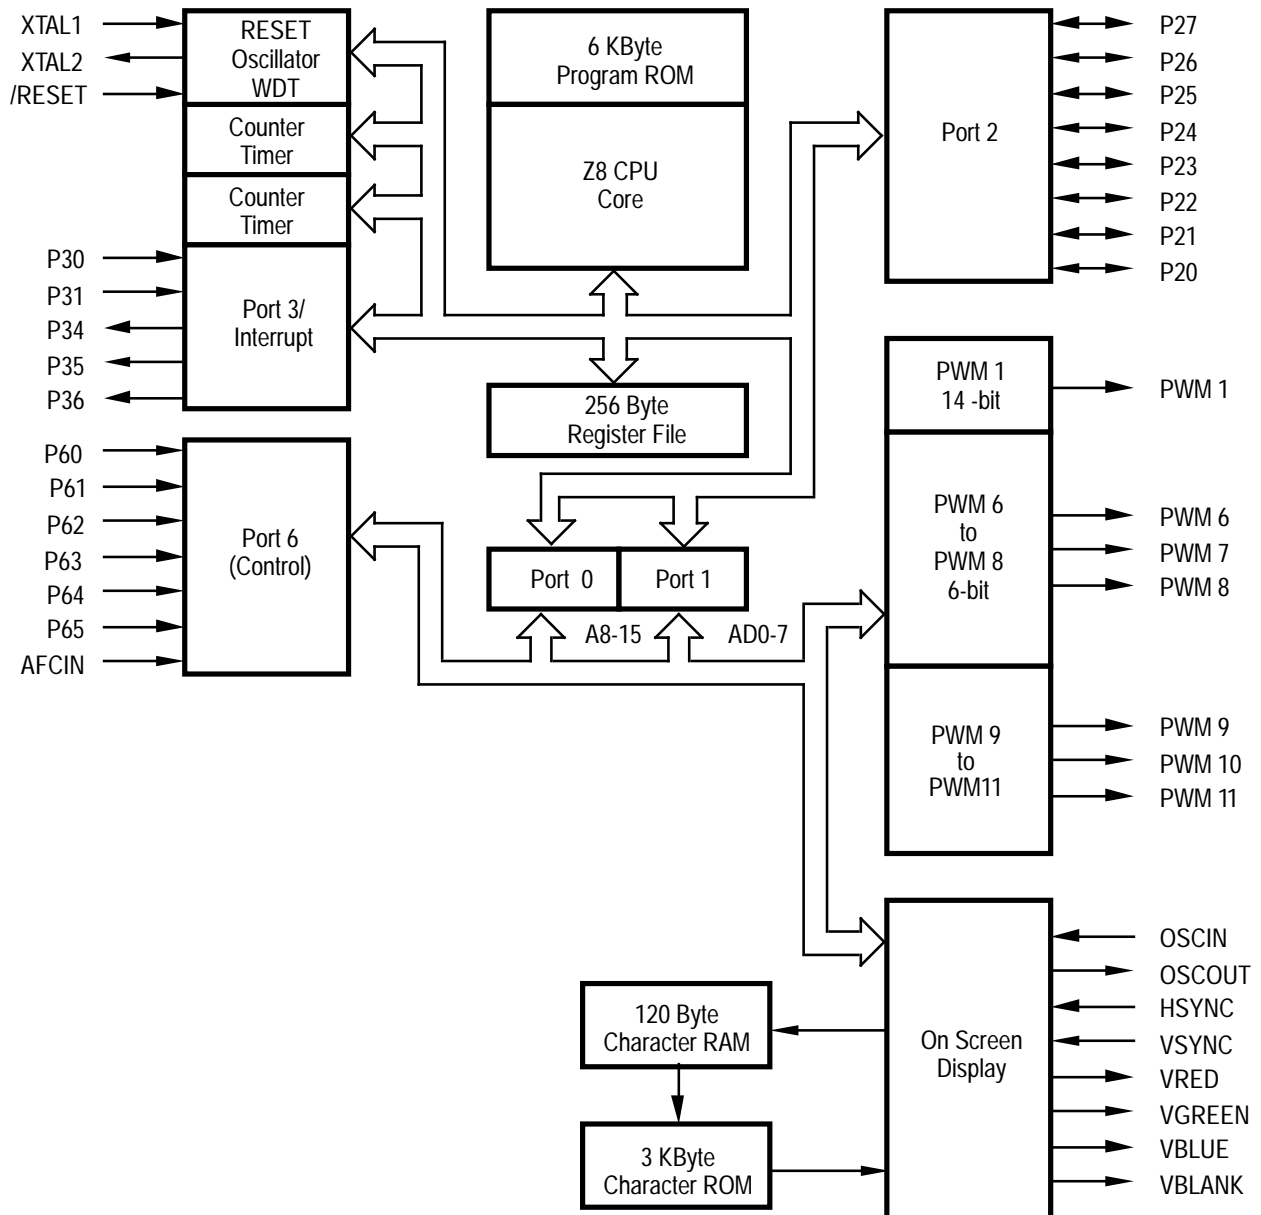 XTAL1
XTAL2
/RESET
RESET
Oscillator
WDT
Counter
Timer
Counter
Timer
P30
P31
P34
P35
P36
Port 3/
Interrupt
6 KByte
Program ROM
Z8 CPU
Core
256 Byte
Register File
Port 2
P27
P26
P25
P24
P23
P22
P21
P20
P60
P61
P62
P63
P64
P65
AFCIN
Port 6
(Control)
Port 0
Port 1
A8-15
AD0-7
PWM 1
14 -bit
PWM 1
PWM 6
to
PWM 8
6-bit
PWM 6
PWM 7
PWM 8
PWM 9
to
PWM11
PWM 9
PWM 10
PWM 11
120 Byte
Character RAM
3 KByte
Character ROM
On Screen
Display
OSCIN
OSCOUT
HSYNC
VSYNC
VRED
VGREEN
VBLUE
VBLANK